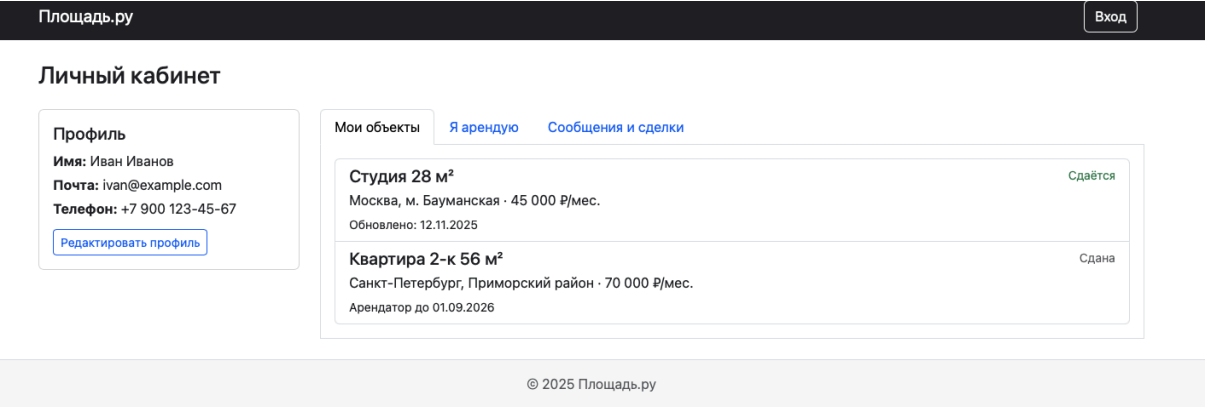 Площадь.ру
Вход
Личный кабинет
Профиль
Имя: Иван Иванов
Почта: ivan@example.com
Телефон: +7 900 123-45-67
Редактировать профиль
Мои объекты
Я арендую
Сообщения и сделки
Студия 28 м²
Сдаётся
Москва, м. Бауманская · 45 000 ₽/мес.
Обновлено: 12.11.2025
Квартира 2-к 56 м²
Сдана
Санкт-Петербург, Приморский район · 70 000 ₽/мес.
Арендатор до 01.09.2026
© 2025 Площадь.ру